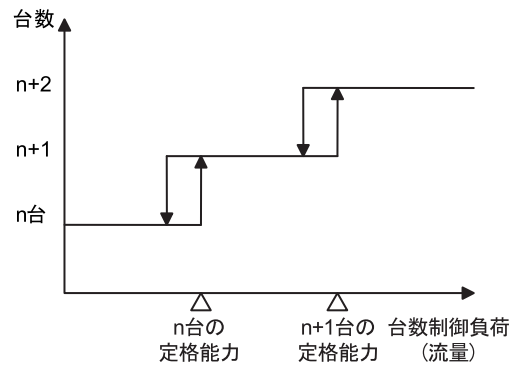 台数
n+2
n+1
n台
n台の
定格能力
n+1台の
定格能力
台数制御負荷
(流量)